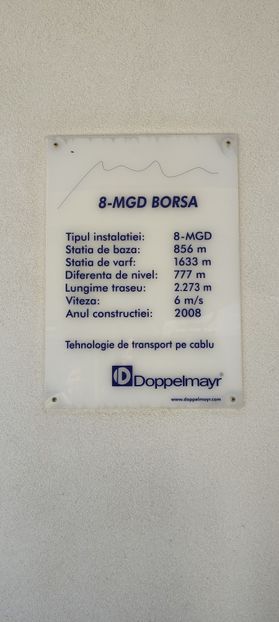 8-MGD BORSA
Tipul instalatiei: 8-MGD
Statia de baza: 856 m
Statia de varf: 1633 m
Diferenta de nivel: 777 m
Lungime traseu: 2.273 m
Viteza: 6 m/s
Anul constructiei: 2008
Tehnologie de transport pe cablu
Doppelmayr®
www.doppelmayr.com